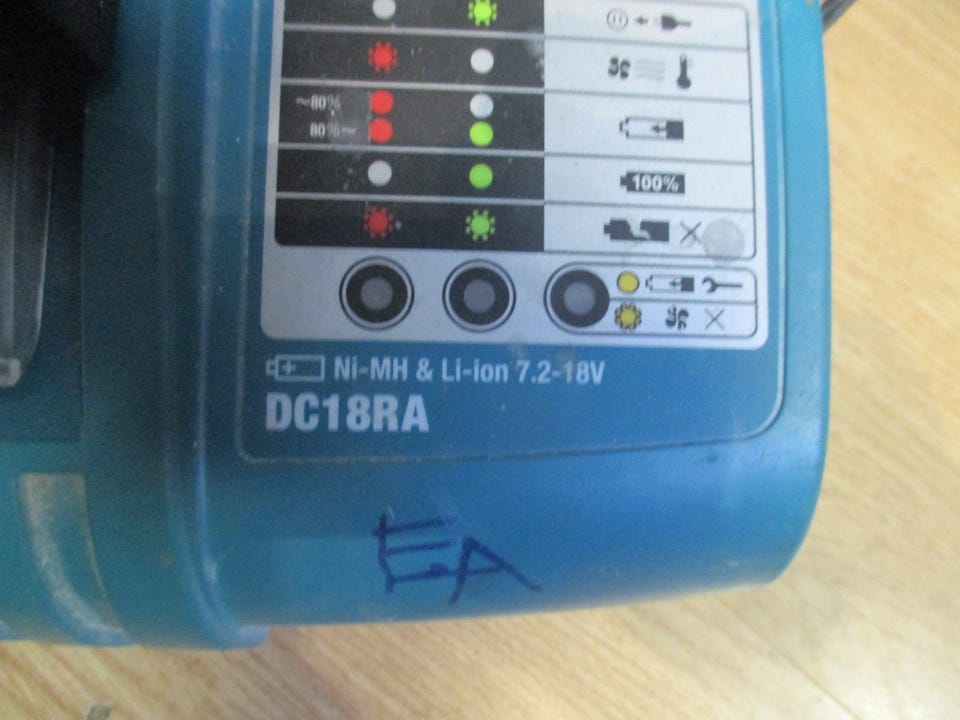 ~80%
80%~
100%
Ni-MH & Li-ion 7.2-18V
DC18RA
EA